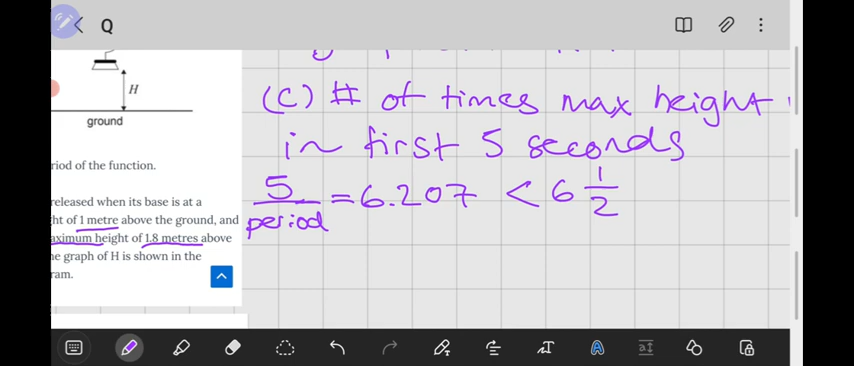 Q
H
ground
riod of the function.
released when its base is at a
ht of 1 metre above the ground, and
aximum height of 1.8 metres above
e graph of H is shown in the
ram.
(C) # of times max height
in first 5 seconds
5/period = 6.207 < 6 1/2